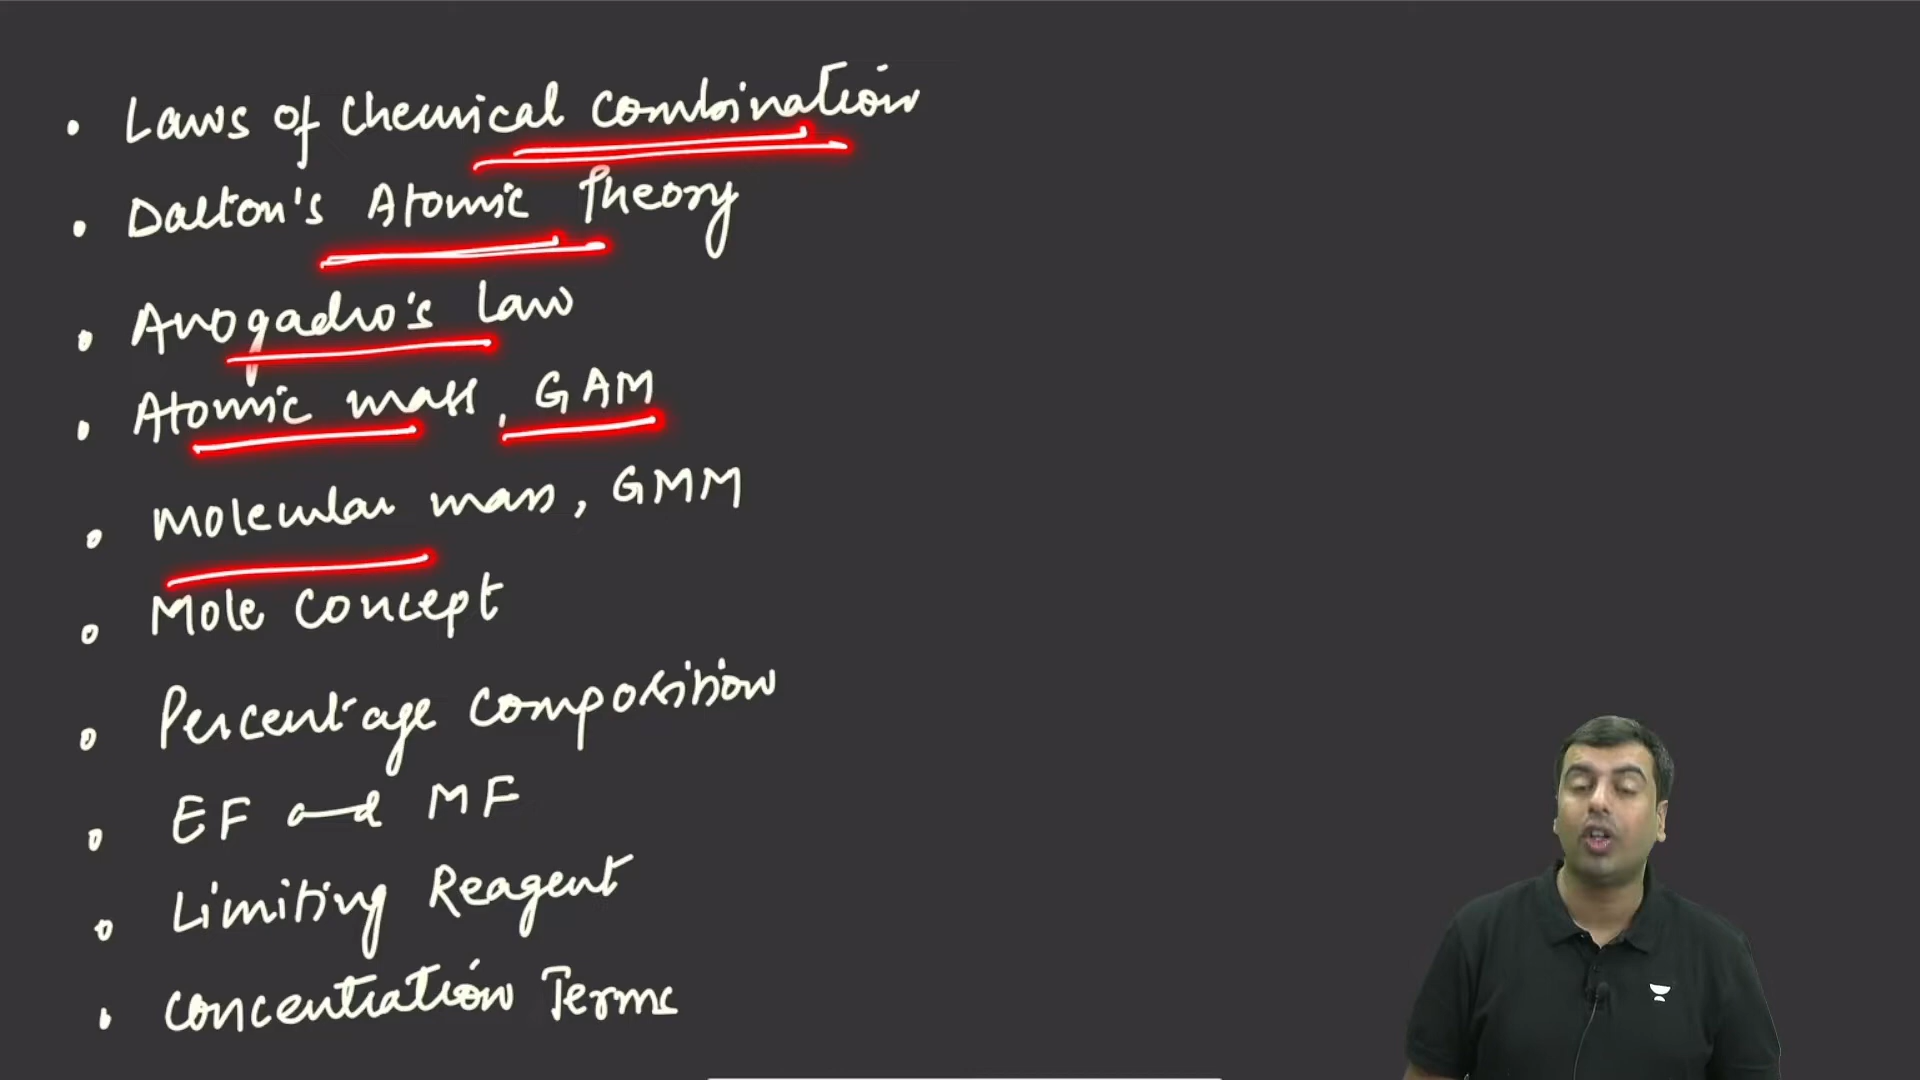 • Laws of Chemical Combination
• Dalton's Atomic Theory
• Avogadro's Law
• Atomic mass, GAM
• Molecular mass, GMM
• Mole Concept
• Percentage Composition
• EF and MF
• Limiting Reagent
• Concentration Terms